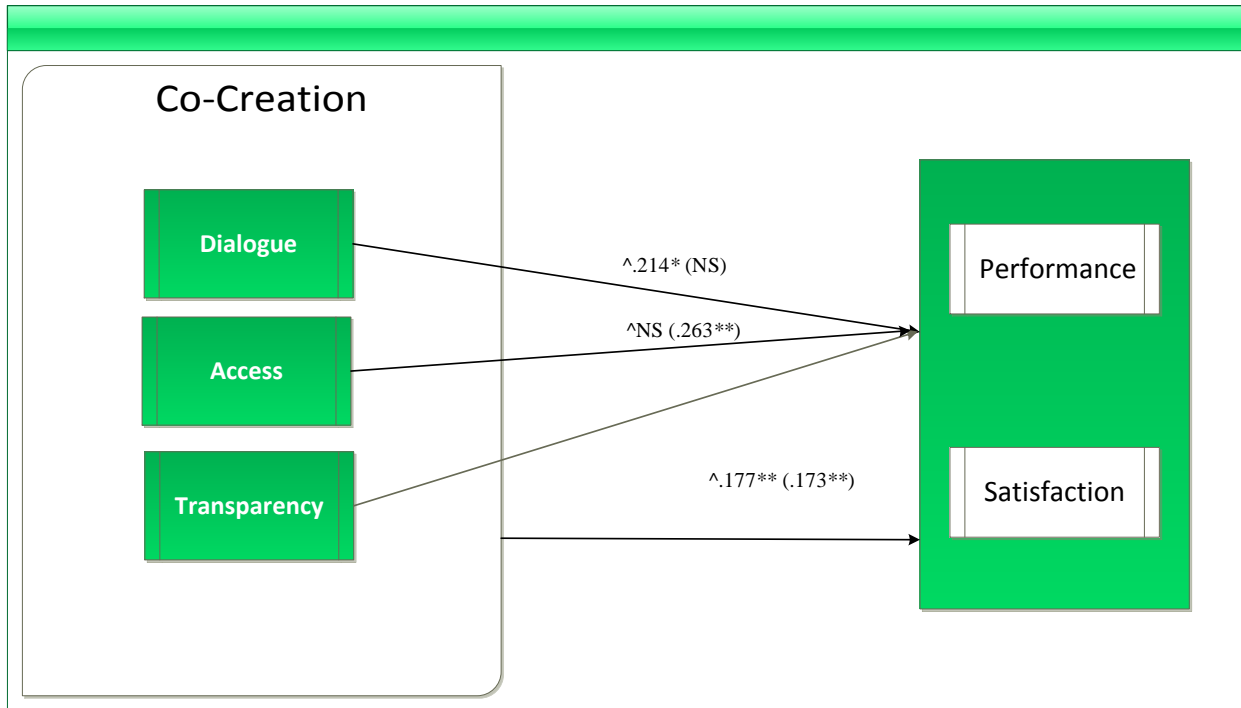 Co-Creation
Dialogue
Access
Transparency
^.214* (NS)
^NS (.263**)
^.177** (.173**)
Performance
Satisfaction